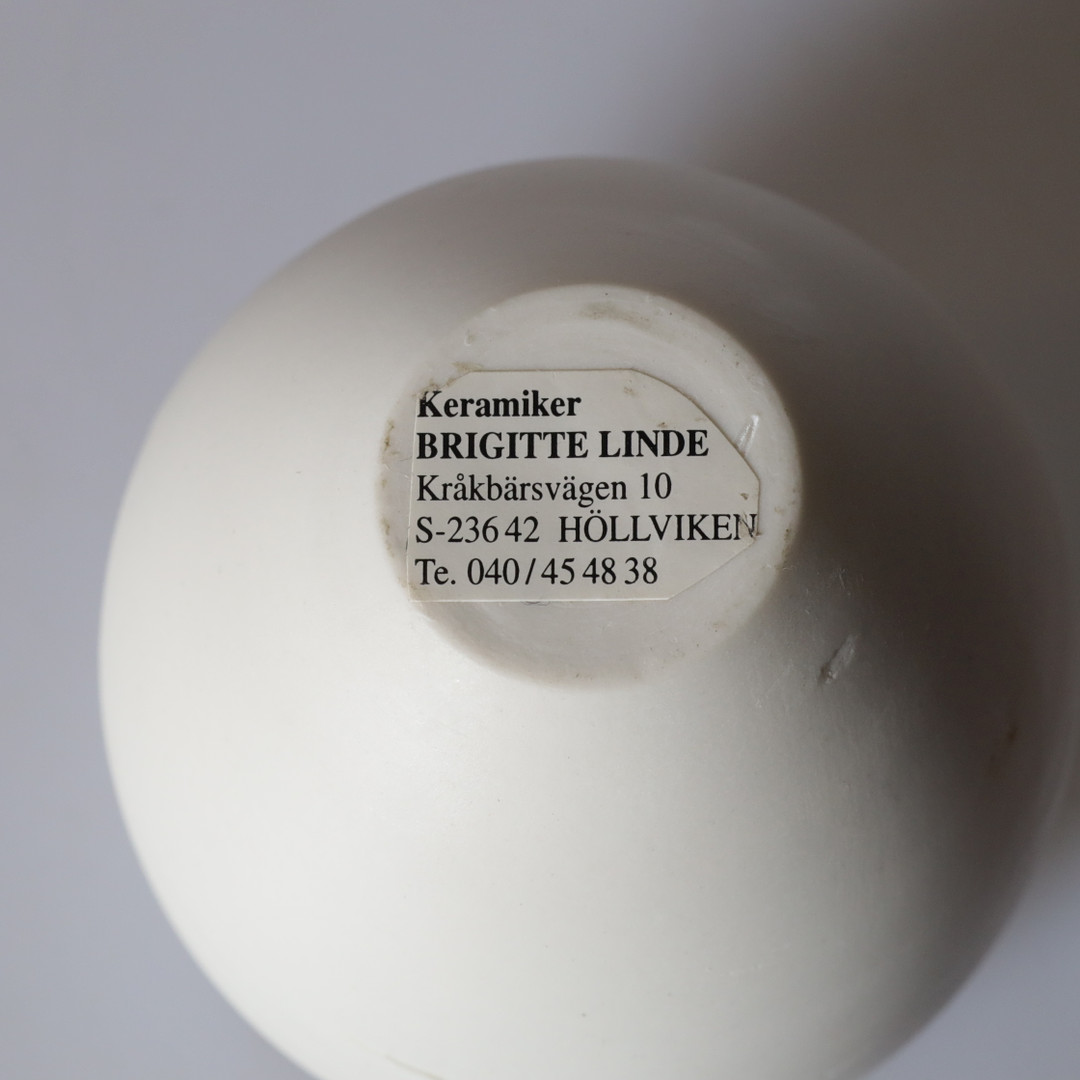 Keramiker
BRIGITTE LINDE
Kråkbärsvägen 10
S-236 42 HÖLLVIKEN
Te. 040/45 48 38